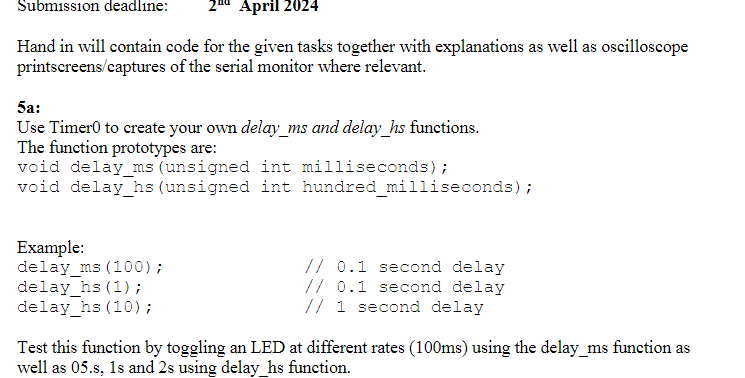 Submission deadline: 2nd April 2024
Hand in will contain code for the given tasks together with explanations as well as oscilloscope
printscreens/captures of the serial monitor where relevant.
5a:
Use Timer0 to create your own delay_ms and delay_hs functions.
The function prototypes are:
void delay_ms(unsigned int milliseconds);
void delay_hs(unsigned int hundred_milliseconds);
Example:
delay_ms(100); // 0.1 second delay
delay_hs(1); // 0.1 second delay
delay_hs(10); // 1 second delay
Test this function by toggling an LED at different rates (100ms) using the delay_ms function as
well as 05.s, 1s and 2s using delay_hs function.